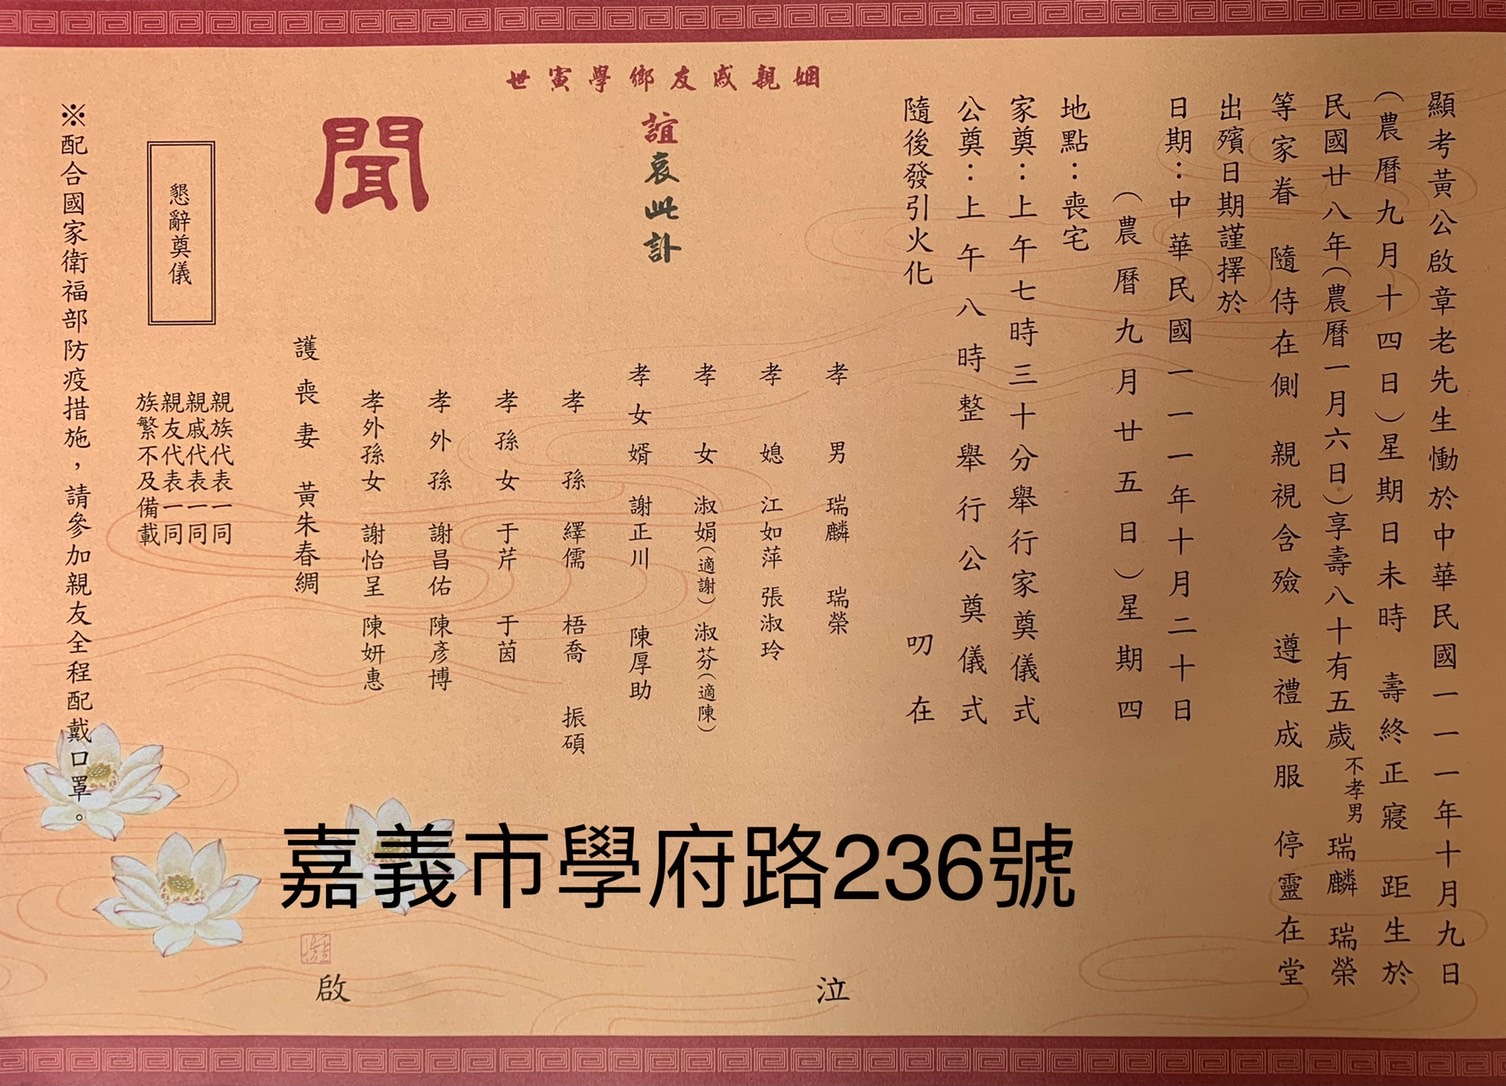 顯考黃公啟章老先生慟於中華民國一一一年十月九日
（農曆九月十四日）星期日未時　壽終正寢　距生於
民國廿八年（農曆一月六日）享壽八十有五歲　不孝男　瑞麟　瑞榮
等家眷　隨侍在側　親視含殮　遵禮成服　停靈在堂
出殯日期謹擇於
日期：中華民國一一一年十月二十日
（農曆九月廿五日）星期四
地點：喪宅
家奠：上午七時三十分舉行家奠儀式
公奠：上午八時整舉行公奠儀式
隨後發引火化　叨在
姻親戚友鄉學寅世
誼哀此訃
聞
孝男　瑞麟　瑞榮
孝媳　江如萍　張淑玲
孝女　淑娟（適謝）　淑芬（適陳）
孝女婿　謝正川　陳厚助
孝孫　繹儒　梧喬　振碩
孝孫女　于芹　于茵
孝外孫　謝昌佑　陳彥博
孝外孫女　謝怡呈　陳妍惠
護喪妻　黃朱春綢
泣啟
親族代表一同
親戚代表一同
親友代表一同
族繁不及備載
懇辭奠儀
※配合國家衛福部防疫措施，請參加親友全程配戴口罩。
嘉義市學府路236號